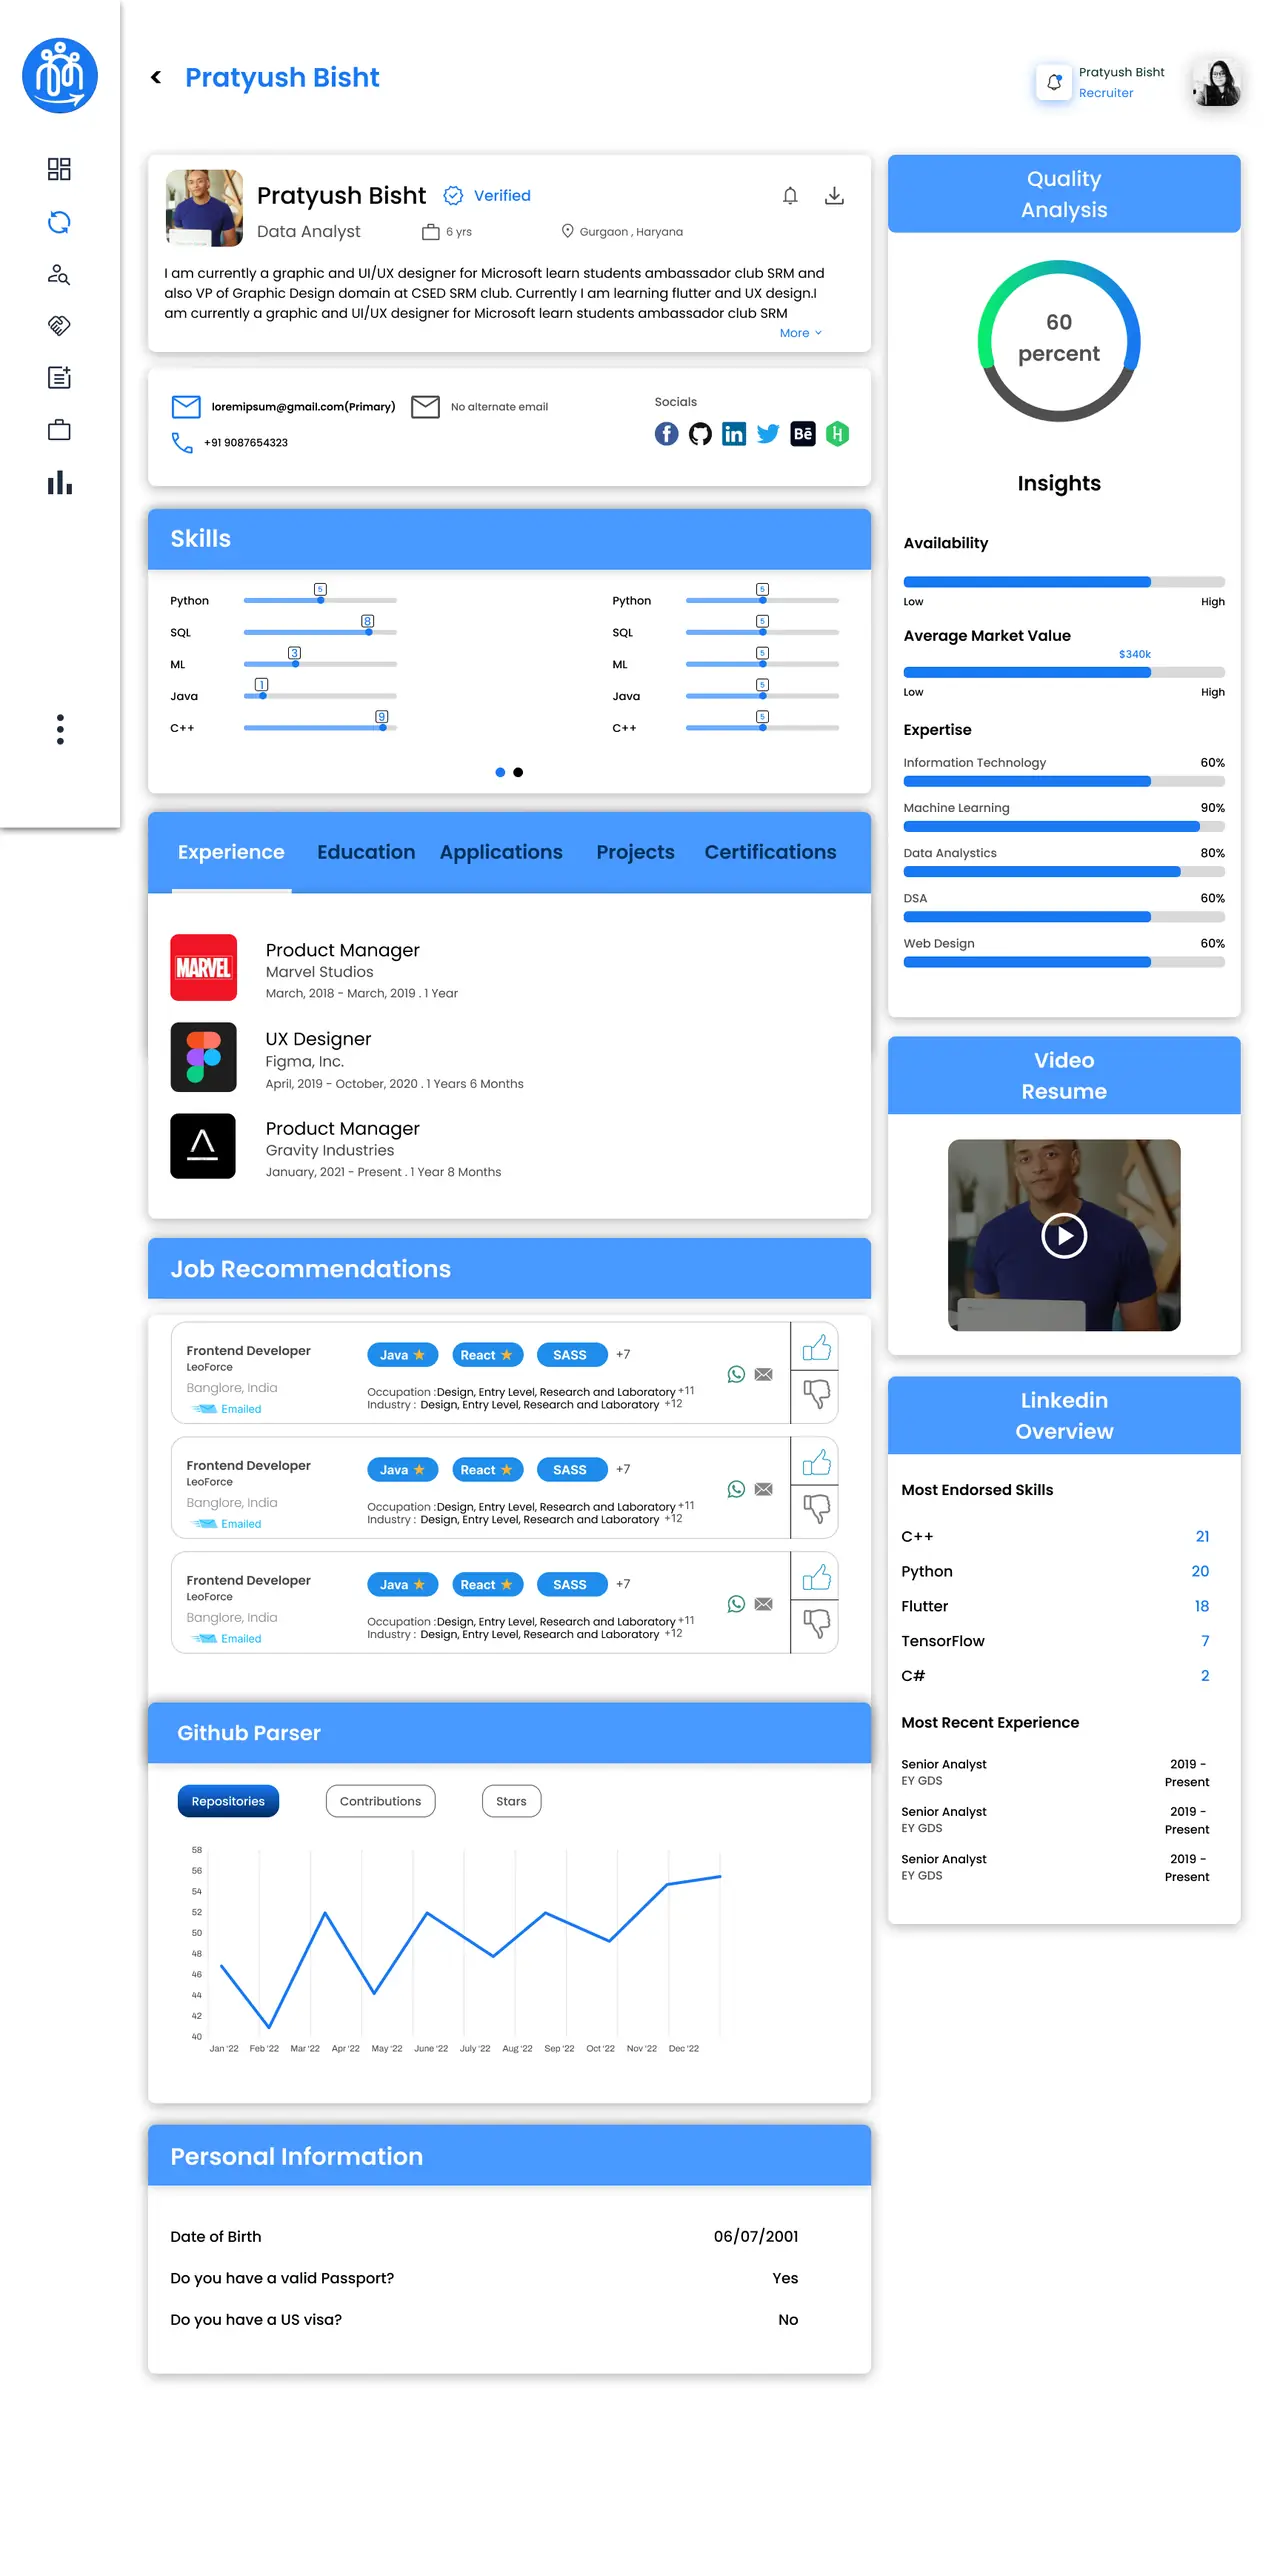 Pratyush Bisht
Pratyush Bisht
Recruiter
Pratyush Bisht Verified
Data Analyst 6 yrs Gurgaon , Haryana
I am currently a graphic and UI/UX designer for Microsoft learn students ambassador club SRM and
also VP of Graphic Design domain at CSED SRM club. Currently I am learning flutter and UX design.I
am currently a graphic and UI/UX designer for Microsoft learn students ambassador club SRM
More
loremipsum@gmail.com(Primary) No alternate email
+91 9087654323
Socials
Bē
Skills
Python 5
SQL 8
ML 3
Java 1
C++ 9
Python 5
SQL 5
ML 5
Java 5
C++ 5
Experience Education Applications Projects Certifications
MARVEL
Product Manager
Marvel Studios
March, 2018 - March, 2019 . 1 Year
UX Designer
Figma, Inc.
April, 2019 - October, 2020 . 1 Years 6 Months
Product Manager
Gravity Industries
January, 2021 - Present . 1 Year 8 Months
Job Recommendations
Frontend Developer
LeoForce
Banglore, India
Emailed
Java React SASS +7
Occupation :Design, Entry Level, Research and Laboratory +11
Industry : Design, Entry Level, Research and Laboratory +12
Frontend Developer
LeoForce
Banglore, India
Emailed
Java React SASS +7
Occupation :Design, Entry Level, Research and Laboratory +11
Industry : Design, Entry Level, Research and Laboratory +12
Frontend Developer
LeoForce
Banglore, India
Emailed
Java React SASS +7
Occupation :Design, Entry Level, Research and Laboratory +11
Industry : Design, Entry Level, Research and Laboratory +12
Github Parser
Repositories Contributions Stars
58
56
54
52
50
48
46
44
42
40
Jan '22 Feb '22 Mar '22 Apr '22 May '22 June '22 July '22 Aug '22 Sep '22 Oct '22 Nov '22 Dec '22
Personal Information
Date of Birth 06/07/2001
Do you have a valid Passport? Yes
Do you have a US visa? No
Quality
Analysis
60
percent
Insights
Availability
Low High
Average Market Value
$340k
Low High
Expertise
Information Technology 60%
Machine Learning 90%
Data Analystics 80%
DSA 60%
Web Design 60%
Video
Resume
Linkedin
Overview
Most Endorsed Skills
C++ 21
Python 20
Flutter 18
TensorFlow 7
C# 2
Most Recent Experience
Senior Analyst 2019 -
EY GDS Present
Senior Analyst 2019 -
EY GDS Present
Senior Analyst 2019 -
EY GDS Present